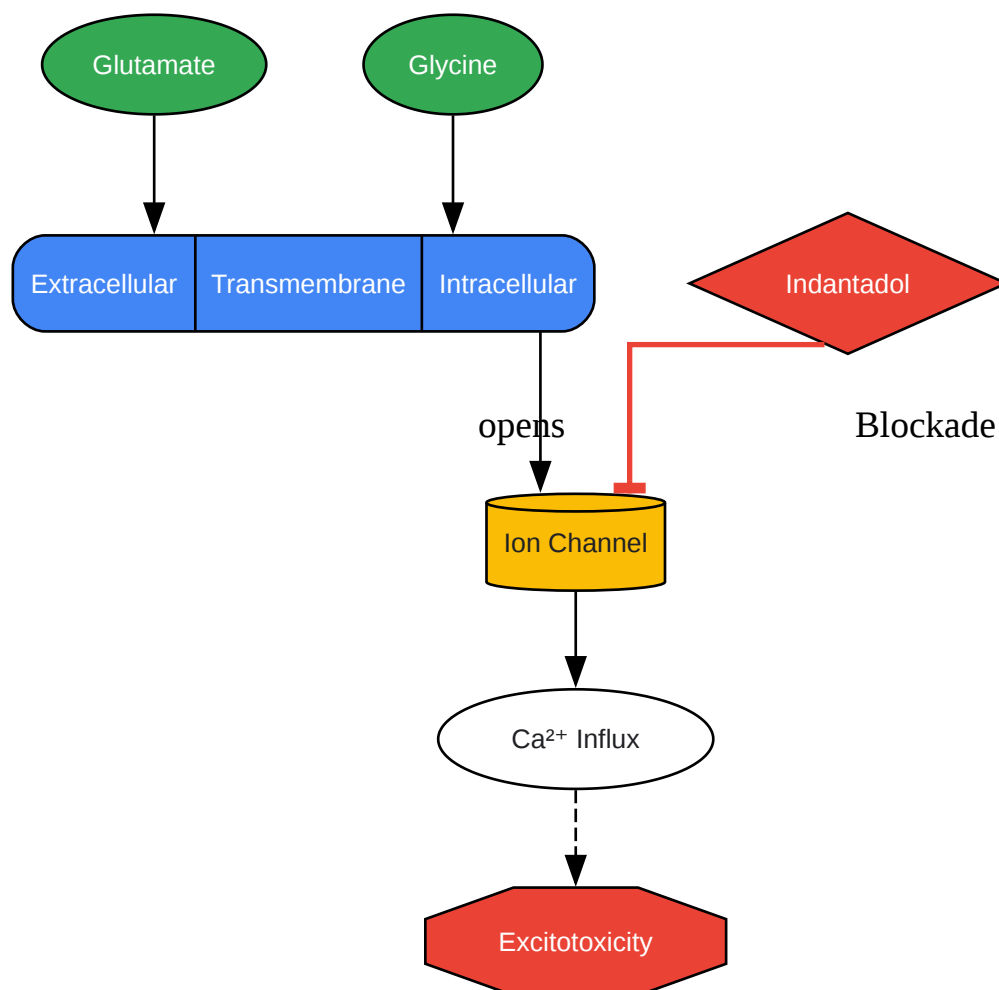 Glutamate
Glycine
Extracellular
Transmembrane
Intracellular
Indantadol
opens
Blockade
Ion Channel
Ca²⁺ Influx
Excitotoxicity